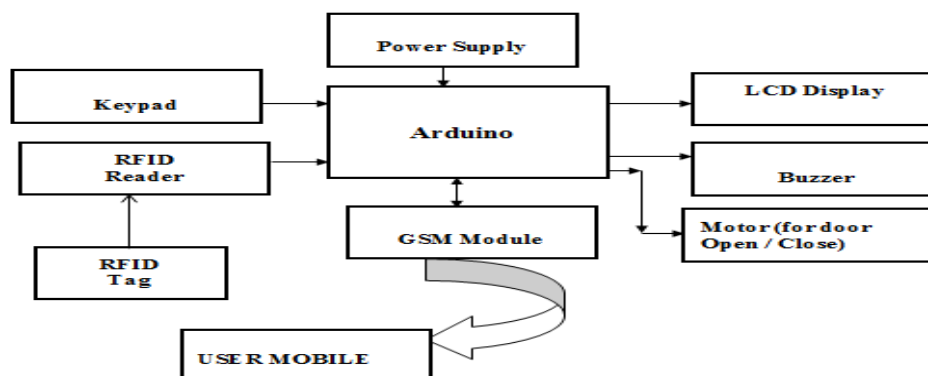 Power Supply
Keypad
Arduino
LCD Display
RFID
Reader
Buzzer
GSM Module
Motor (for door
Open / Close)
RFID
Tag
USER MOBILE